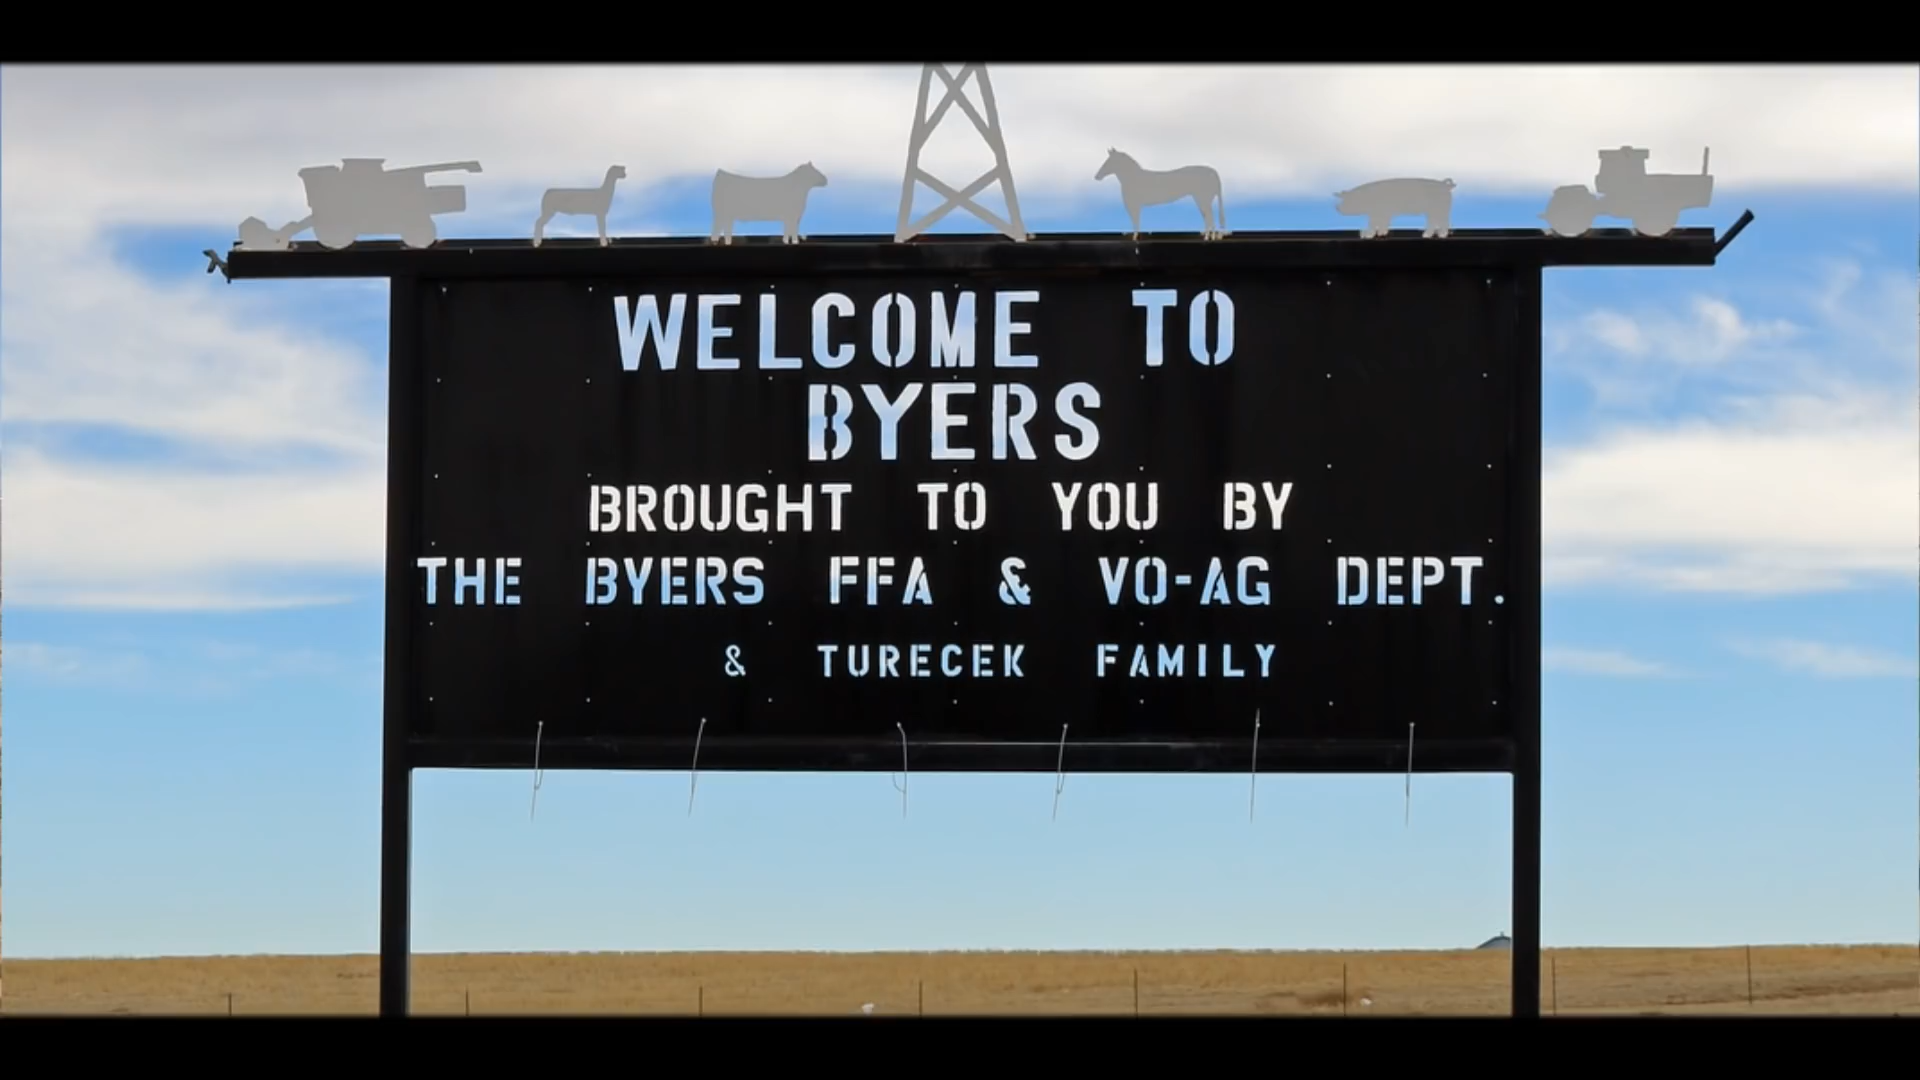 WELCOME TO
BYERS
BROUGHT TO YOU BY
THE BYERS FFA & VO-AG DEPT.
& TURECEK FAMILY